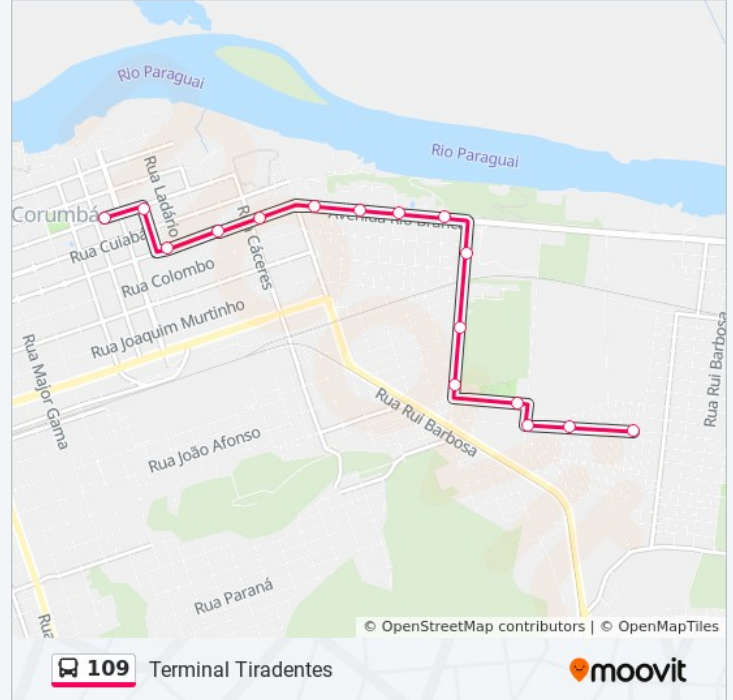 Rio Paraguai
Rio Paraguai
Rua Ladário
Corumbá
Rua Cáceres
Avenida Rio Branco
Rua Cuiabá
Rua Colombo
Rua Joaquim Murtinho
Rua Rui Barbosa
Rua Major Gama
Rua Rui Barbosa
Rua João Afonso
Rua Paraná
Rua
© OpenStreetMap contributors | © OpenMapTiles
109 Terminal Tiradentes
moovit